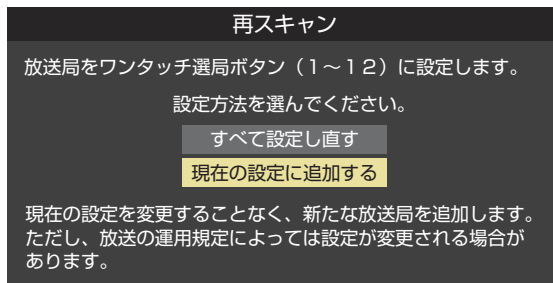 再スキャン
放送局をワンタッチ選局ボタン（１～１２）に設定します。
設定方法を選んでください。
すべて設定し直す
現在の設定に追加する
現在の設定を変更することなく、新たな放送局を追加します。
ただし、放送の運用規定によっては設定が変更される場合が
あります。